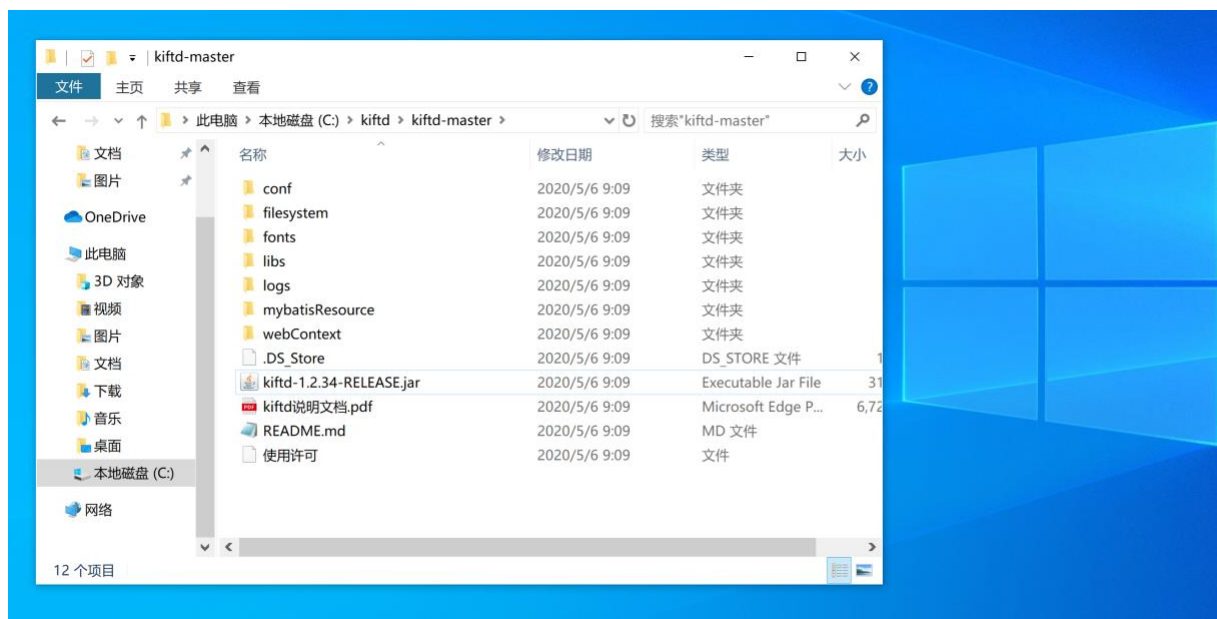 kiftd-master
文件 主页 共享 查看
此电脑 本地磁盘 (C:) kiftd kiftd-master 搜索"kiftd-master"
文档 名称 修改日期 类型 大小
图片
conf 2020/5/6 9:09 文件夹
OneDrive filesystem 2020/5/6 9:09 文件夹
fonts 2020/5/6 9:09 文件夹
此电脑 libs 2020/5/6 9:09 文件夹
3D 对象 logs 2020/5/6 9:09 文件夹
视频 mybatisResource 2020/5/6 9:09 文件夹
图片 webContext 2020/5/6 9:09 文件夹
文档 .DS_Store 2020/5/6 9:09 DS_STORE 文件 1
下载 kiftd-1.2.34-RELEASE.jar 2020/5/6 9:09 Executable Jar File 31
音乐 kiftd说明文档.pdf 2020/5/6 9:09 Microsoft Edge P... 6,72
桌面 README.md 2020/5/6 9:09 MD 文件
本地磁盘 (C:) 使用许可 2020/5/6 9:09 文件
网络
12 个项目